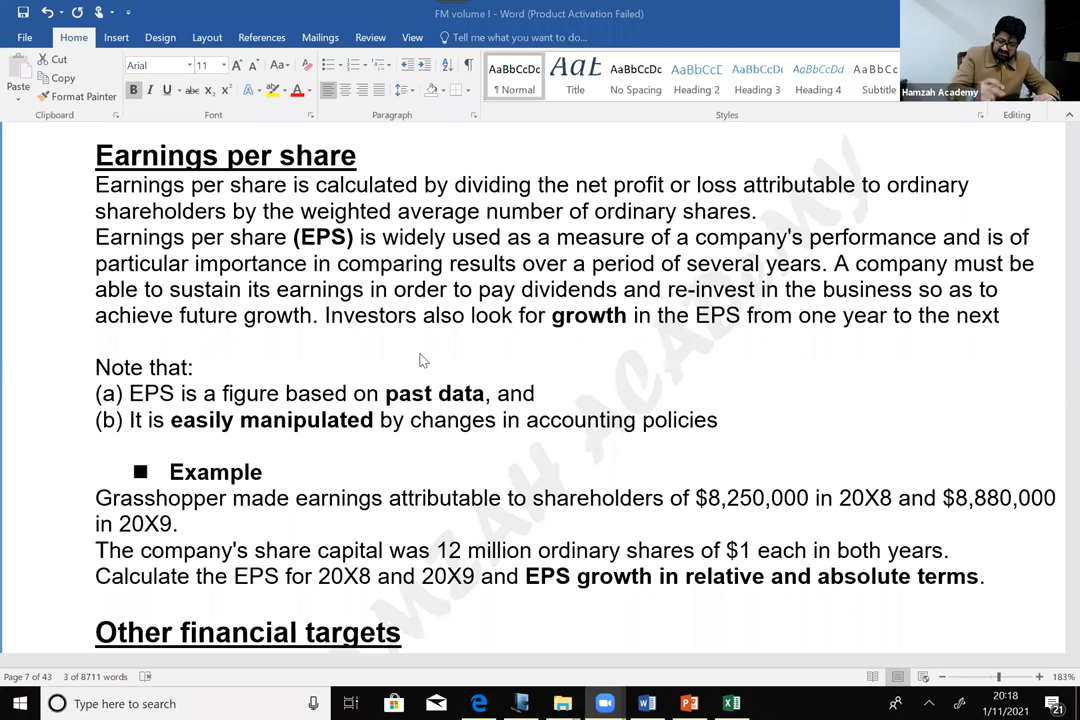 FM volume I - Word (Product Activation Failed)
File Home Insert Design Layout References Mailings Review View Tell me what you want to do...
Paste Cut Copy Format Painter
Arial 11
AaBbCcDc AaB AaBbCcDc AaBbCcD AaBbCcDc AaBbCcDd AaBbCc
¶ Normal Title No Spacing Heading 2 Heading 3 Heading 4 Subtitle
Clipboard Font Paragraph Styles Editing
Hamzah Academy
Earnings per share
Earnings per share is calculated by dividing the net profit or loss attributable to ordinary
shareholders by the weighted average number of ordinary shares.
Earnings per share (EPS) is widely used as a measure of a company's performance and is of
particular importance in comparing results over a period of several years. A company must be
able to sustain its earnings in order to pay dividends and re-invest in the business so as to
achieve future growth. Investors also look for growth in the EPS from one year to the next
Note that:
(a) EPS is a figure based on past data, and
(b) It is easily manipulated by changes in accounting policies
■ Example
Grasshopper made earnings attributable to shareholders of $8,250,000 in 20X8 and $8,880,000
in 20X9.
The company's share capital was 12 million ordinary shares of $1 each in both years.
Calculate the EPS for 20X8 and 20X9 and EPS growth in relative and absolute terms.
Other financial targets
Page 7 of 43 3 of 8711 words 183%
Type here to search
20:18
1/11/2021
21